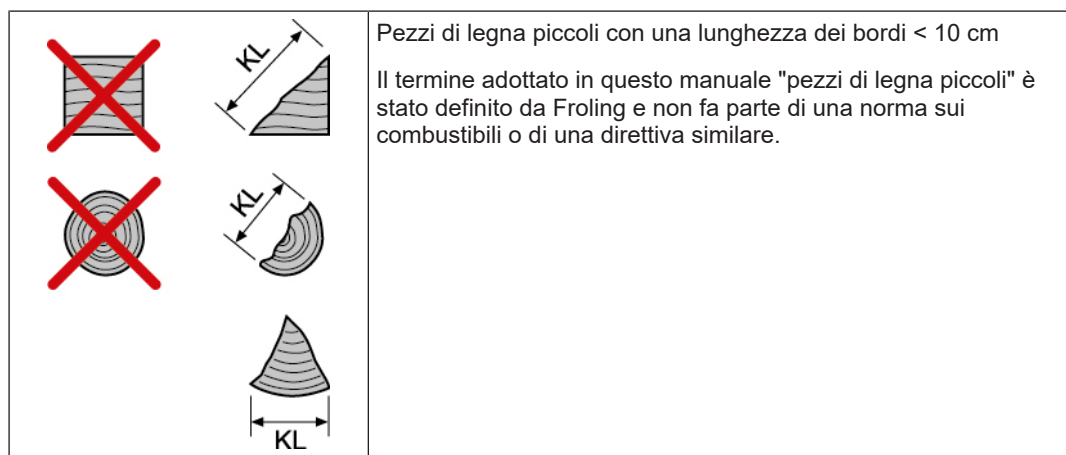 KL
KL
KL
Pezzi di legna piccoli con una lunghezza dei bordi < 10 cm
Il termine adottato in questo manuale "pezzi di legna piccoli" è
stato definito da Froling e non fa parte di una norma sui
combustibili o di una direttiva similare.